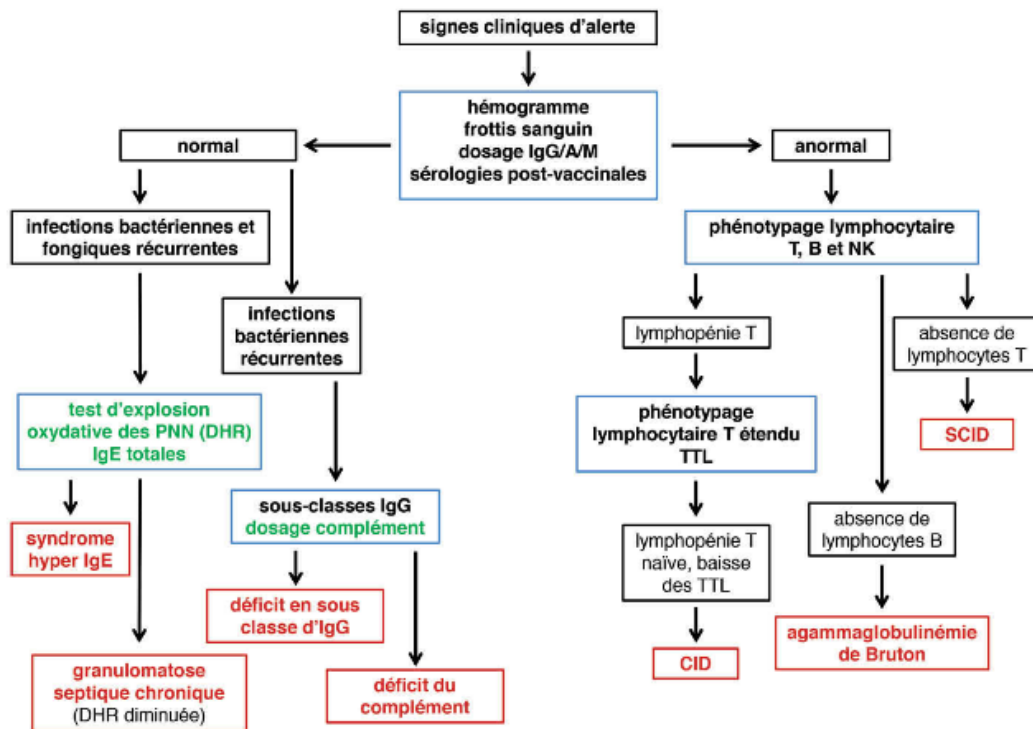 signes cliniques d'alerte
hémogramme
frottis sanguin
dosage IgG/A/M
sérologies post-vaccinales
normal
anormal
infections bactériennes et
fongiques récurrentes
phénotypage lymphocytaire
T, B et NK
infections
bactériennes
récurrentes
lymphopénie T
absence de
lymphocytes T
test d'explosion
oxydative des PNN (DHR)
IgE totales
phénotypage
lymphocytaire T étendu
TTL
SCID
sous-classes IgG
dosage complément
syndrome
hyper IgE
lymphopénie T
naïve, baisse
des TTL
absence de
lymphocytes B
déficit en sous
classe d'IgG
agammaglobulinémie
de Bruton
CID
granulomatose
septique chronique
(DHR diminuée)
déficit du
complément